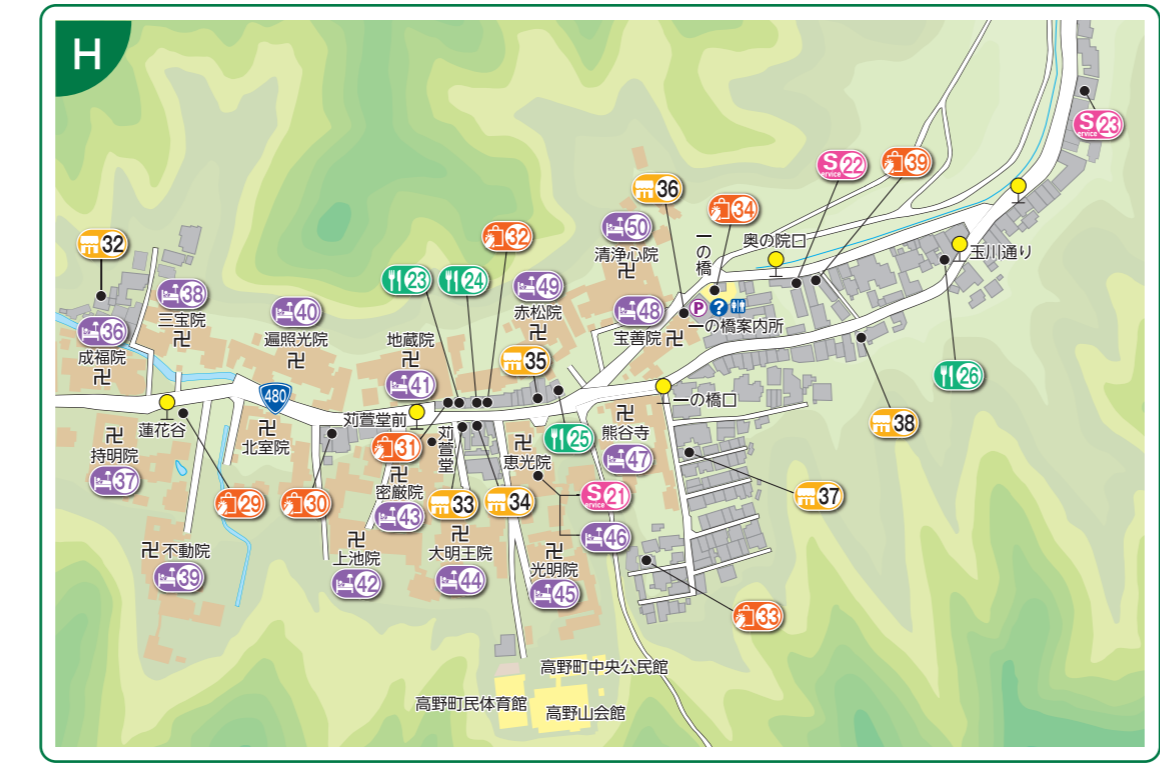 H
32
38
三宝院
36
成福院
40
遍照光院
地蔵院
41
23
24
32
49
赤松院
35
50
清浄心院
36
34
一の橋
48
宝善院
P
?
一の橋案内所
奥の院口
Service 22
39
Service 23
玉川通り
26
38
一の橋口
37
33
25
熊谷寺
47
480
蓮花谷
持明院
37
北室院
29
30
苅萱堂前
31
苅萱堂
密厳院
43
33
34
恵光院
Service 21
46
不動院
39
上池院
42
大明王院
44
光明院
45
高野町中央公民館
高野町民体育館
高野山会館